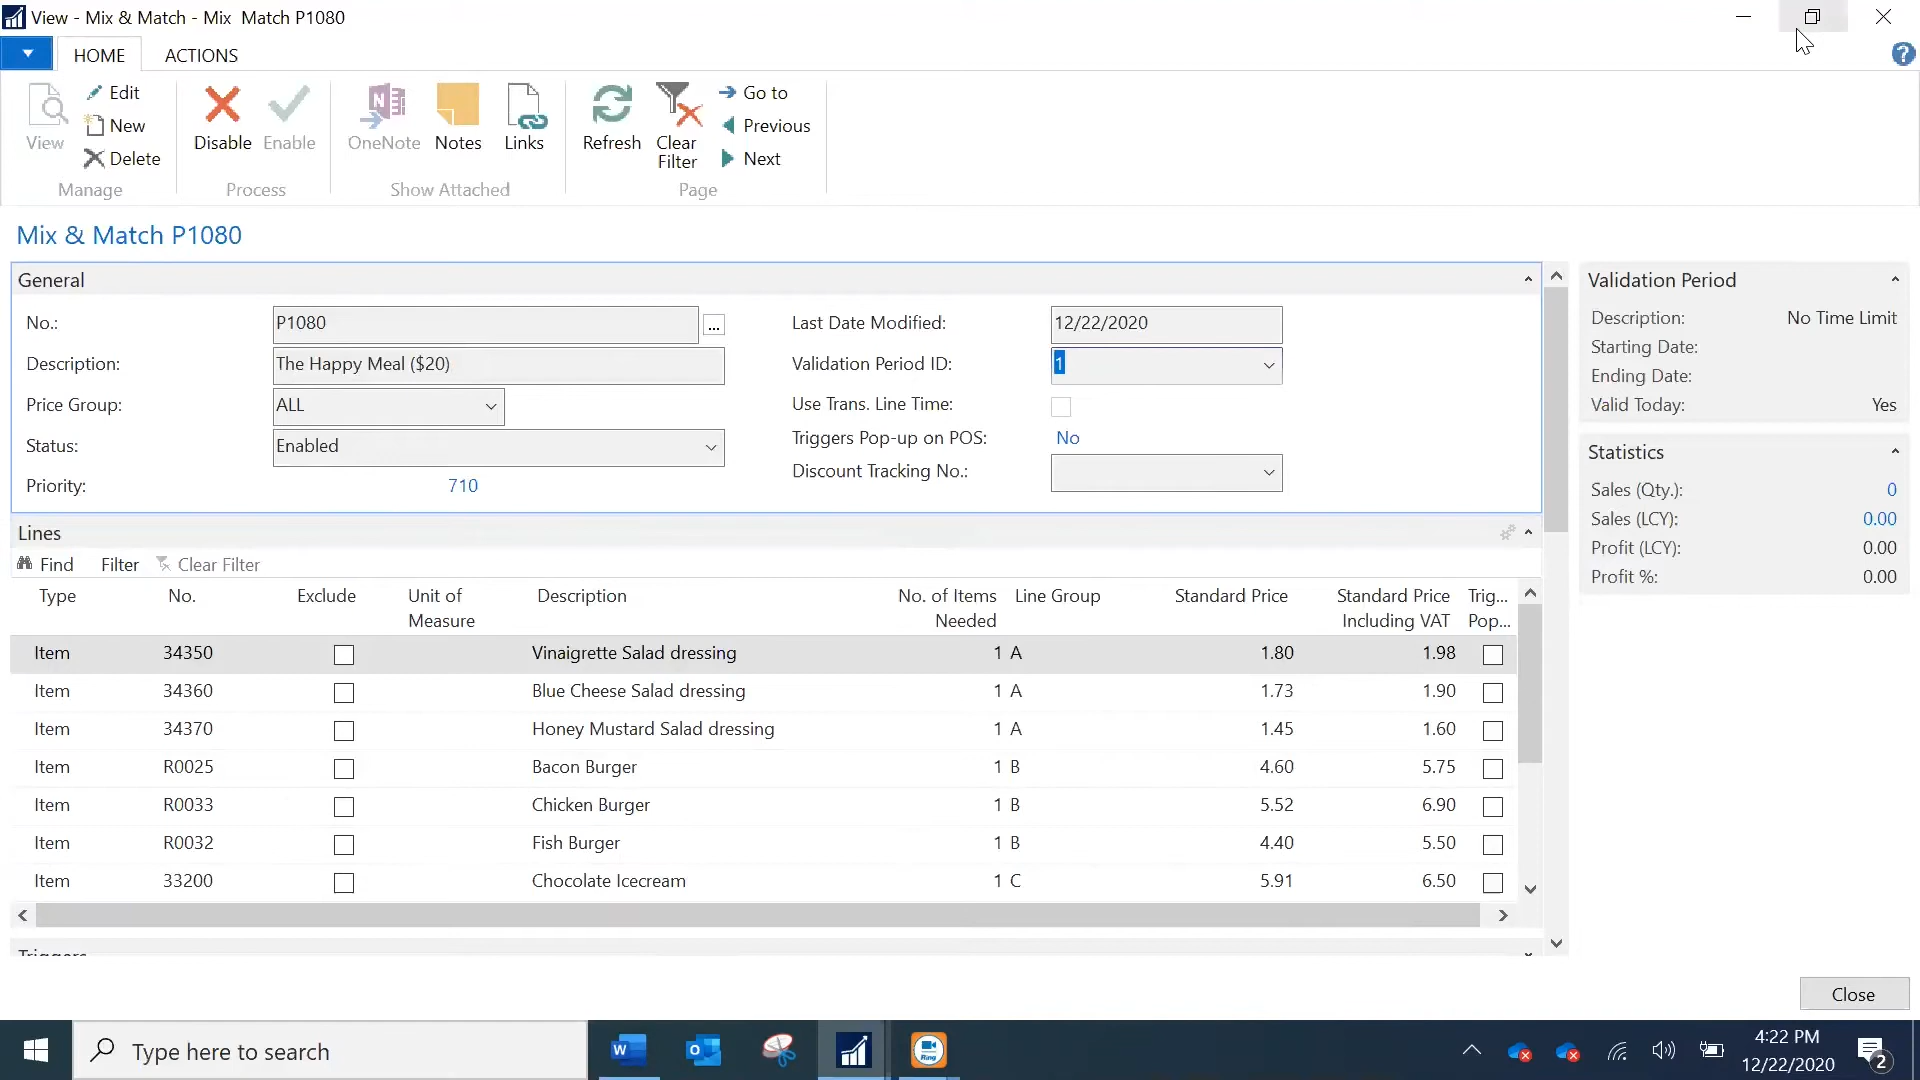 View - Mix & Match - Mix  Match P1080
HOME ACTIONS
View Edit New Delete Manage
Disable Enable Process
OneNote Notes Links Show Attached
Refresh Clear Filter Go to Previous Next Page
Mix & Match P1080
General
No.: P1080 ... Last Date Modified: 12/22/2020
Description: The Happy Meal ($20) Validation Period ID: 1
Price Group: ALL Use Trans. Line Time:
Status: Enabled Triggers Pop-up on POS: No
Priority: 710 Discount Tracking No.:
Validation Period
Description: No Time Limit
Starting Date:
Ending Date:
Valid Today: Yes
Statistics
Sales (Qty.): 0
Sales (LCY): 0.00
Profit (LCY): 0.00
Profit %: 0.00
Lines
Find Filter Clear Filter
Type No. Exclude Unit of Measure Description No. of Items Needed Line Group Standard Price Standard Price Including VAT Trig... Pop...
Item 34350 Vinaigrette Salad dressing 1 A 1.80 1.98
Item 34360 Blue Cheese Salad dressing 1 A 1.73 1.90
Item 34370 Honey Mustard Salad dressing 1 A 1.45 1.60
Item R0025 Bacon Burger 1 B 4.60 5.75
Item R0033 Chicken Burger 1 B 5.52 6.90
Item R0032 Fish Burger 1 B 4.40 5.50
Item 33200 Chocolate Icecream 1 C 5.91 6.50
Triggers
Close
Type here to search
Ring
4:22 PM
12/22/2020
2